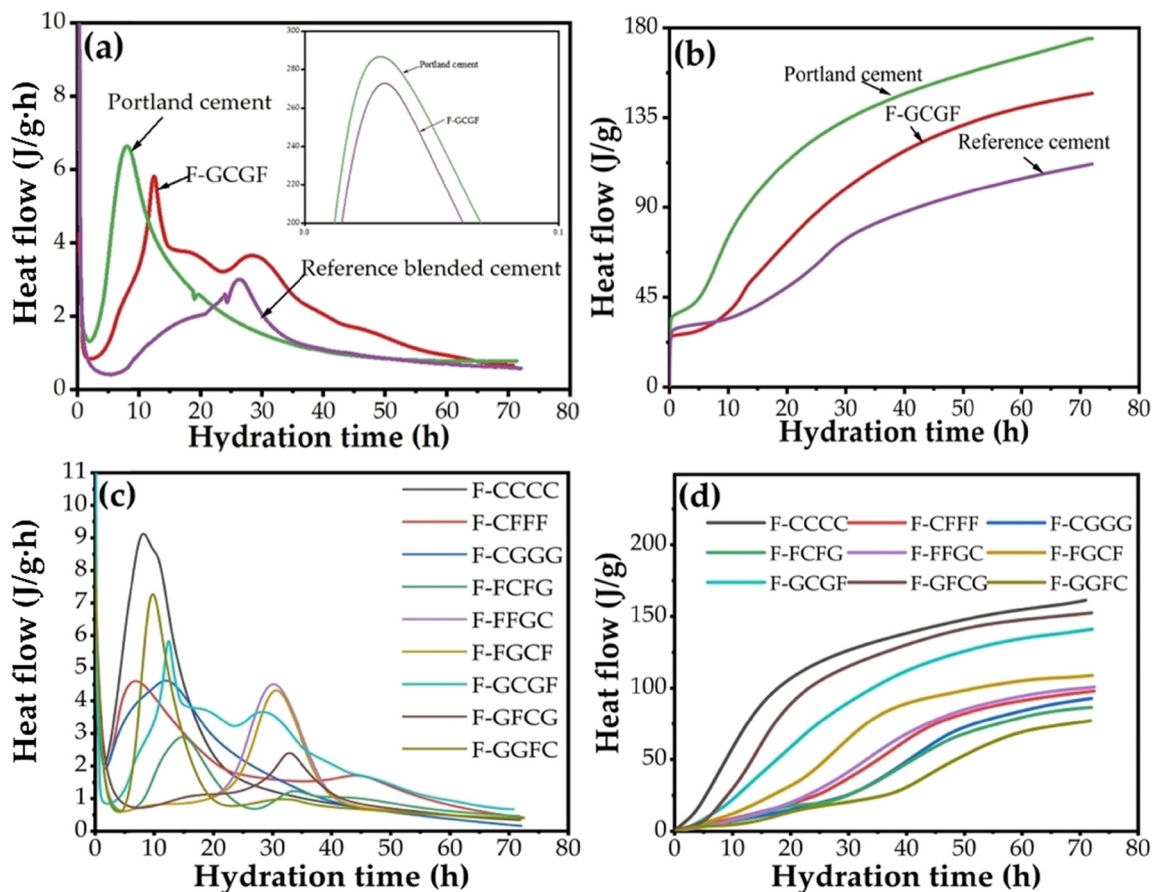 (a)
Heat flow (J/g·h)
10
8
6
4
2
0
Portland cement
F-GCGF
Reference blended cement
300
280
260
240
220
200
0.0
0.1
Portland cement
F-GCGF
0 10 20 30 40 50 60 70 80
Hydration time (h)
(b)
Heat flow (J/g)
180
135
90
45
0
Portland cement
F-GCGF
Reference cement
0 10 20 30 40 50 60 70 80
Hydration time (h)
(c)
Heat flow (J/g·h)
11
10
9
8
7
6
5
4
3
2
1
0
F-CCCC
F-CFFF
F-CGGG
F-FCFG
F-FFGC
F-FGCF
F-GCGF
F-GFCG
F-GGFC
0 10 20 30 40 50 60 70 80
Hydration time (h)
(d)
Heat flow (J/g)
200
150
100
50
0
F-CCCC F-CFFF F-CGGG
F-FCFG F-FFGC F-FGCF
F-GCGF F-GFCG F-GGFC
0 10 20 30 40 50 60 70 80
Hydration time (h)